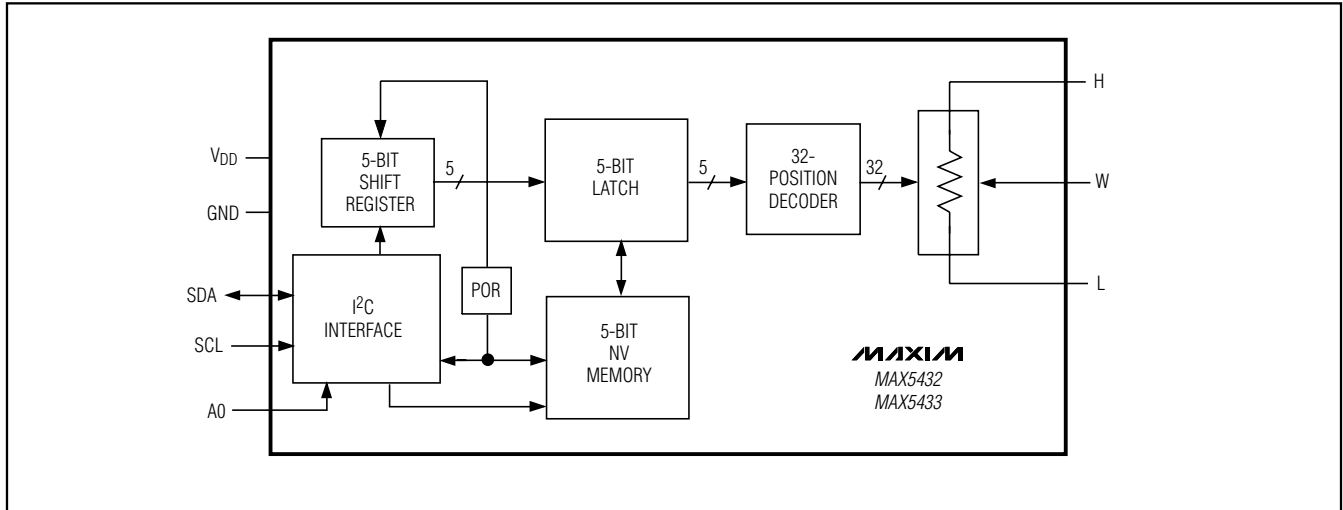 VDD
GND
SDA
SCL
A0
5-BIT
SHIFT
REGISTER
5
I2C
INTERFACE
POR
5-BIT
LATCH
5
5-BIT
NV
MEMORY
32-
POSITION
DECODER
32
H
W
L
MAXIM
MAX5432
MAX5433